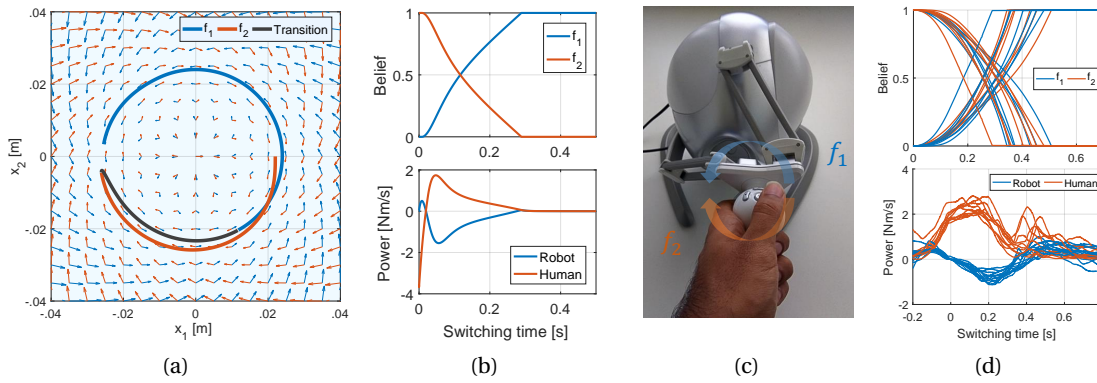 f1 f2 Transition
.04
.02
0
-.02
-.04
-.04 -.02 0 .02 .04
x2 [m]
x1 [m]
(a)
1
0.5
0
0 0.2 0.4
Belief
f1
f2
4
2
0
-2
-4
0 0.2 0.4
Power [Nm/s]
Robot
Human
Switching time [s]
(b)
f1
f2
(c)
1
0.5
0
0 0.2 0.4 0.6
Belief
f1 f2
Robot Human
4
2
0
-2
-0.2 0 0.2 0.4 0.6
Power [Nm/s]
Switching time [s]
(d)